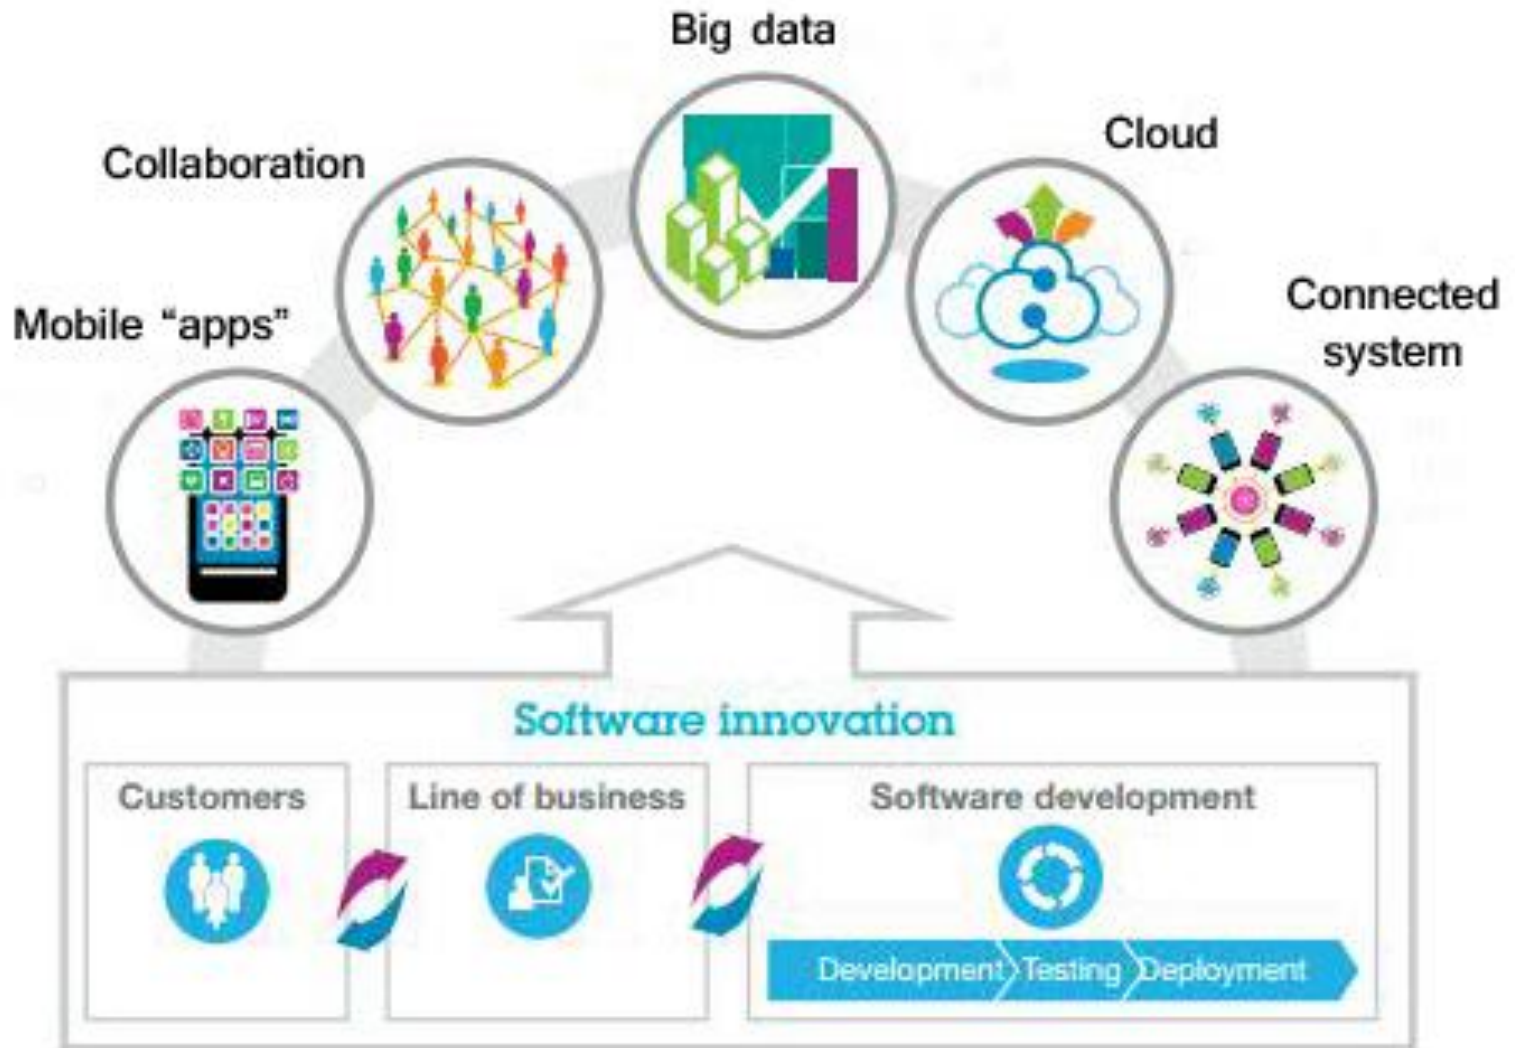 Big data
Cloud
Collaboration
Connected
system
Mobile “apps”
Software innovation
Customers
Line of business
Software development
Development
Testing
Deployment